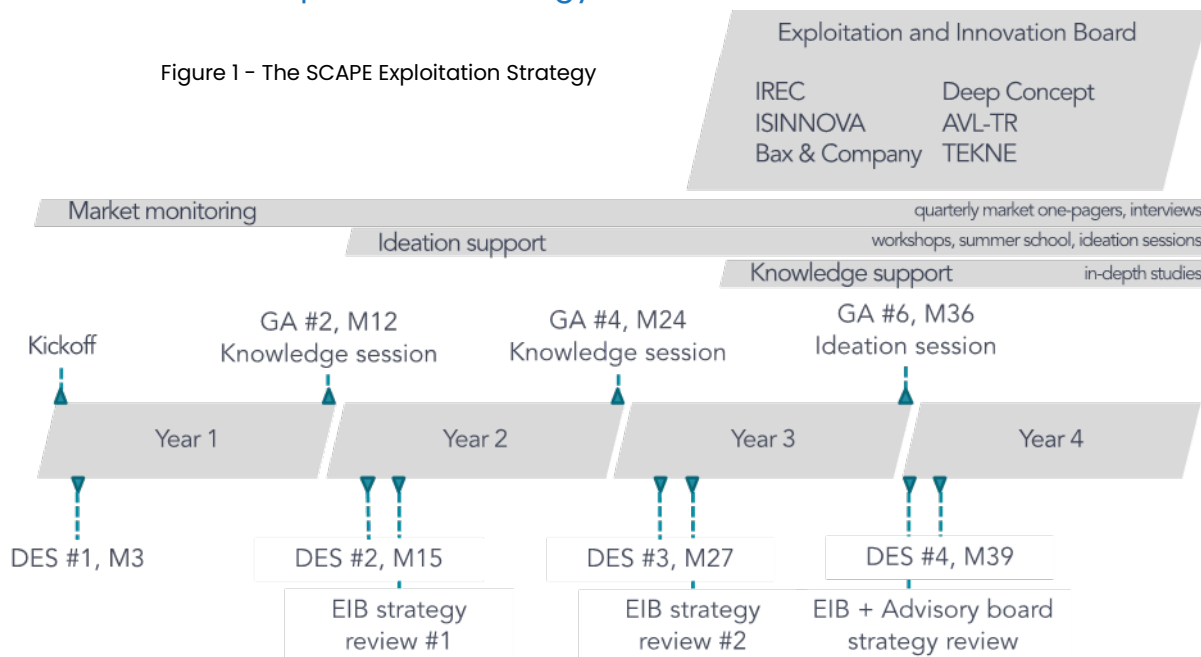 Exploitation and Innovation Board
Figure 1 - The SCAPE Exploitation Strategy
IREC
ISINNOVA
Bax & Company
Deep Concept
AVL-TR
TEKNE
Market monitoring
quarterly market one-pagers, interviews
Ideation support
workshops, summer school, ideation sessions
Knowledge support
in-depth studies
Kickoff
GA #2, M12
Knowledge session
GA #4, M24
Knowledge session
GA #6, M36
Ideation session
Year 1
Year 2
Year 3
Year 4
DES #1, M3
DES #2, M15
DES #3, M27
DES #4, M39
EIB strategy
review #1
EIB strategy
review #2
EIB + Advisory board
strategy review